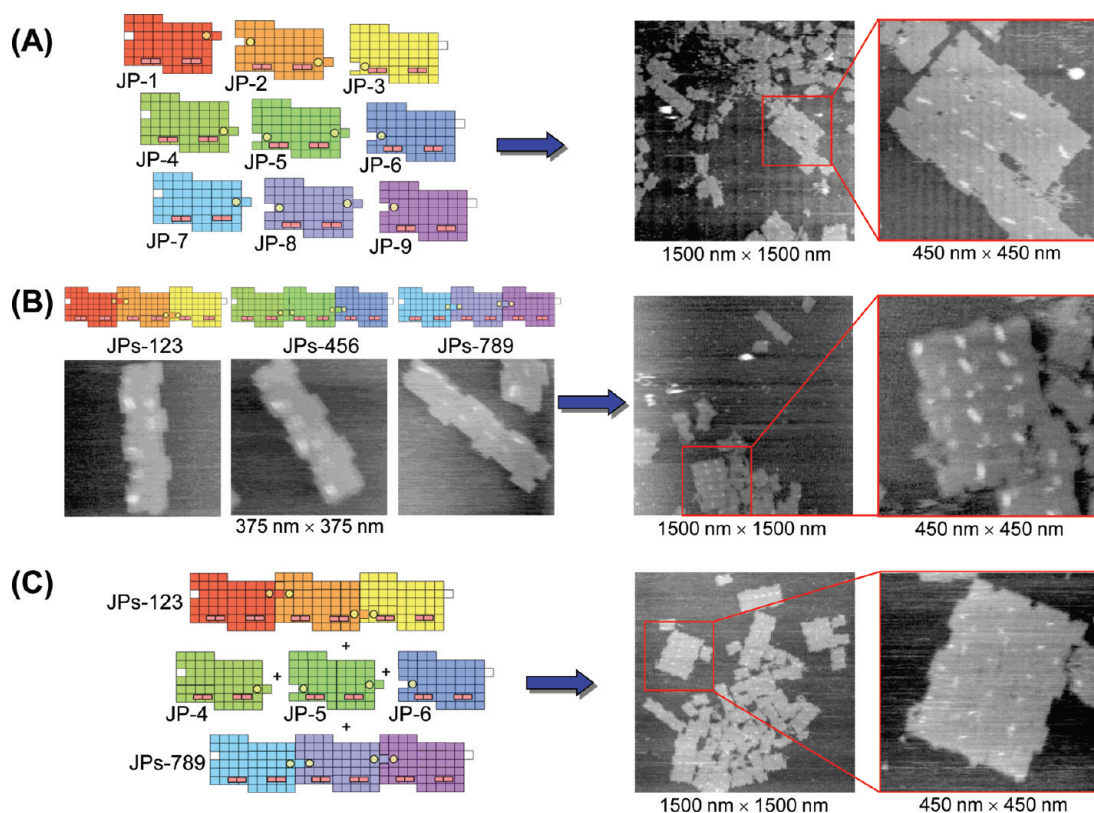 (A)
JP-1
JP-2
JP-3
JP-4
JP-5
JP-6
JP-7
JP-8
JP-9
1500 nm × 1500 nm
450 nm × 450 nm
(B)
JPs-123
JPs-456
JPs-789
375 nm × 375 nm
1500 nm × 1500 nm
450 nm × 450 nm
(C)
JPs-123
+
JP-4
+
JP-5
+
JP-6
+
JPs-789
1500 nm × 1500 nm
450 nm × 450 nm